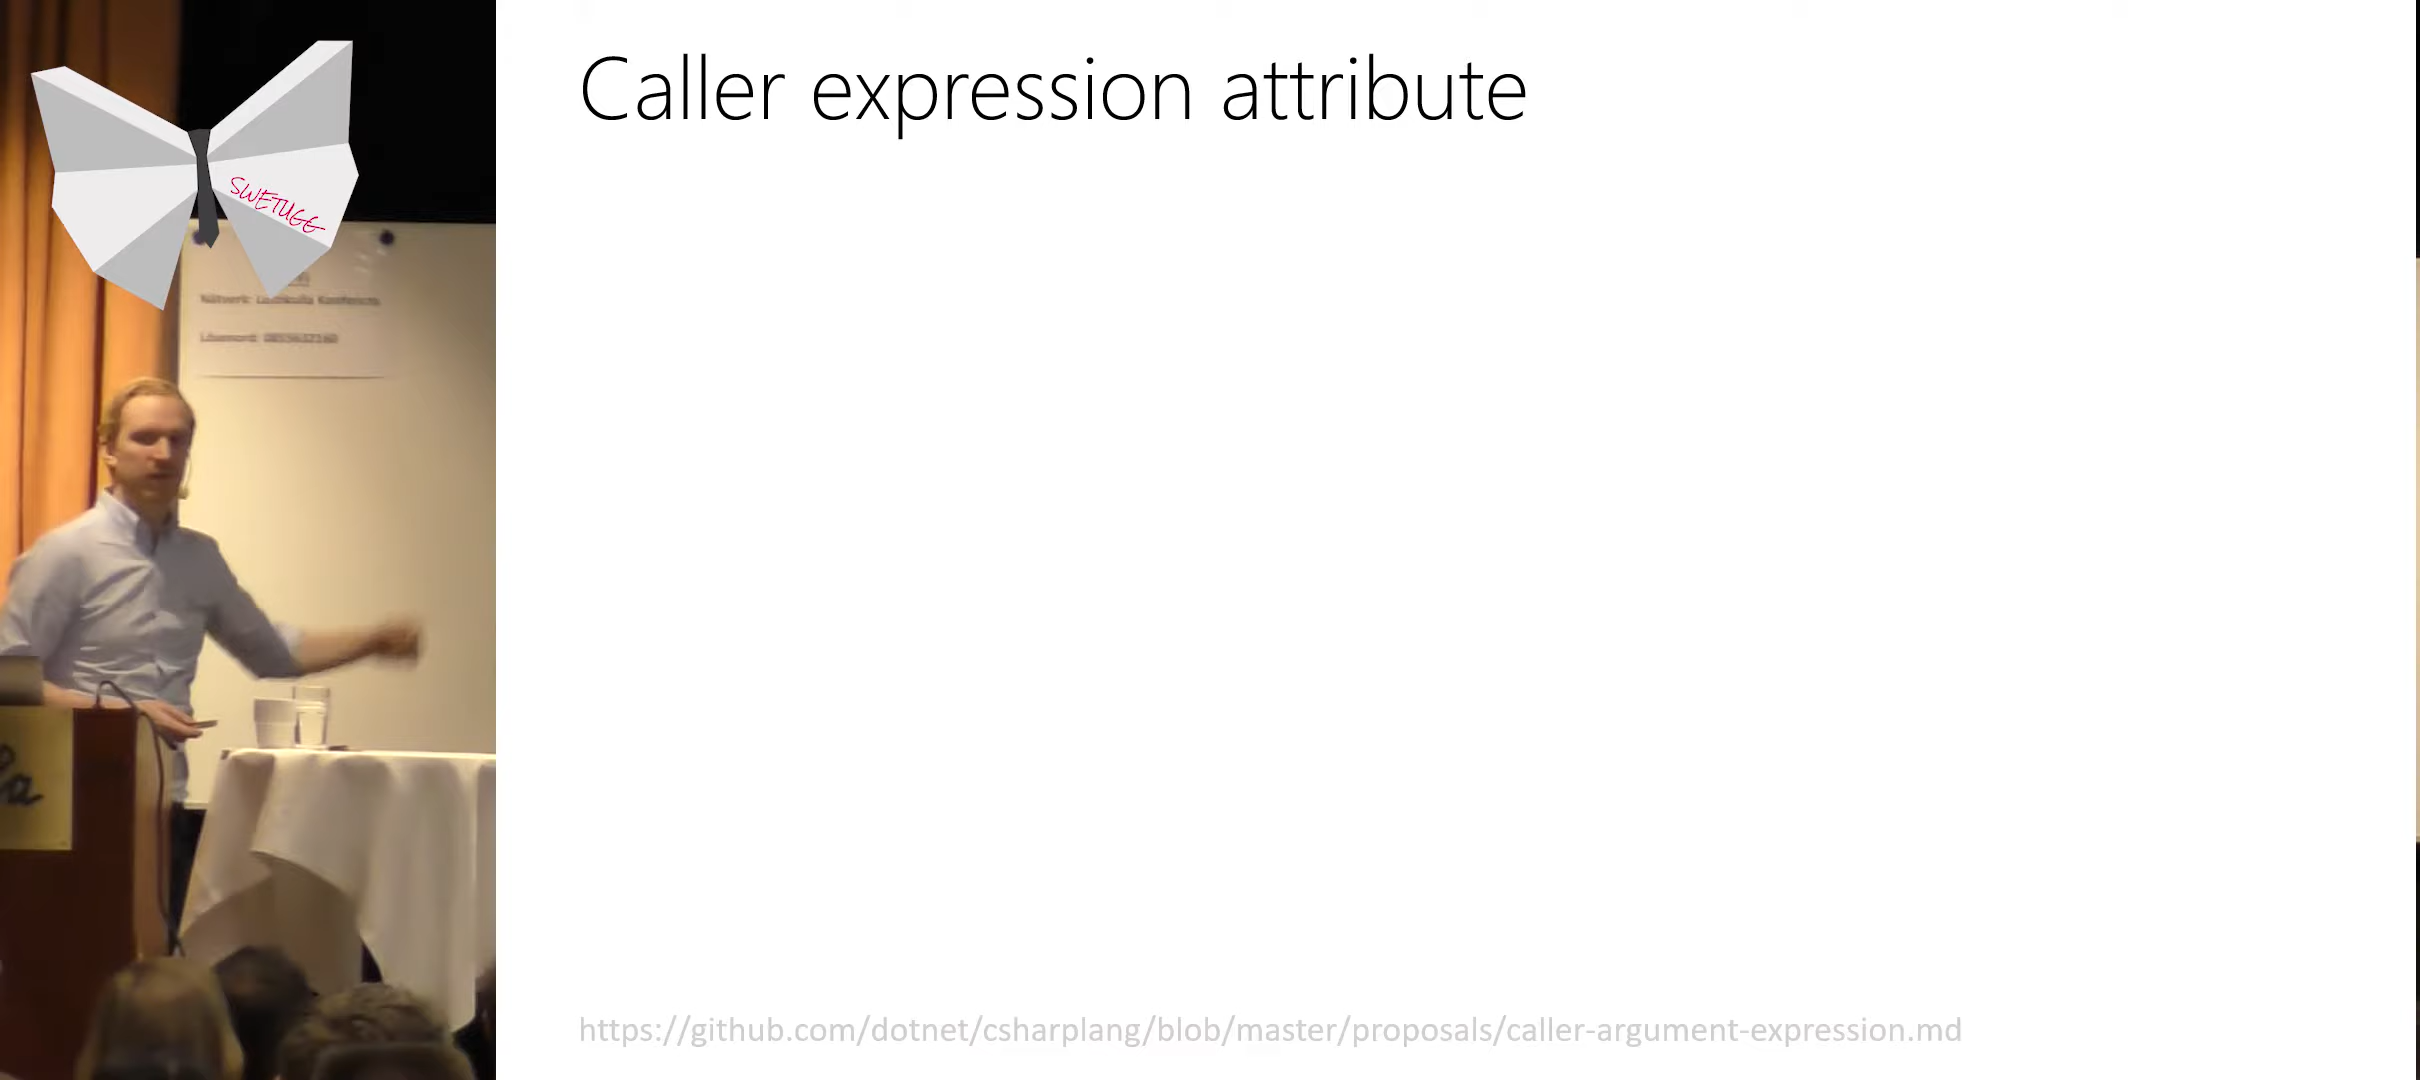 Caller expression attribute
SWETUGG
https://github.com/dotnet/csharplang/blob/master/proposals/caller-argument-expression.md